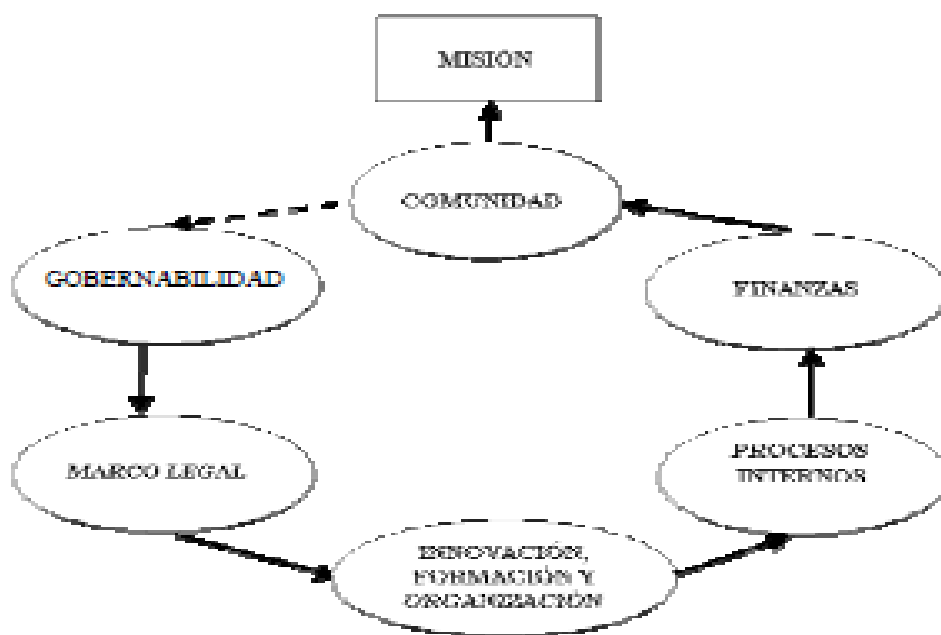 MISIÓN
COMUNIDAD
GOBERNABILIDAD
FINANZAS
MARCO LEGAL
PROCESOS
INTERNOS
INNOVACIÓN,
FORMACIÓN Y
ORGANIZACIÓN